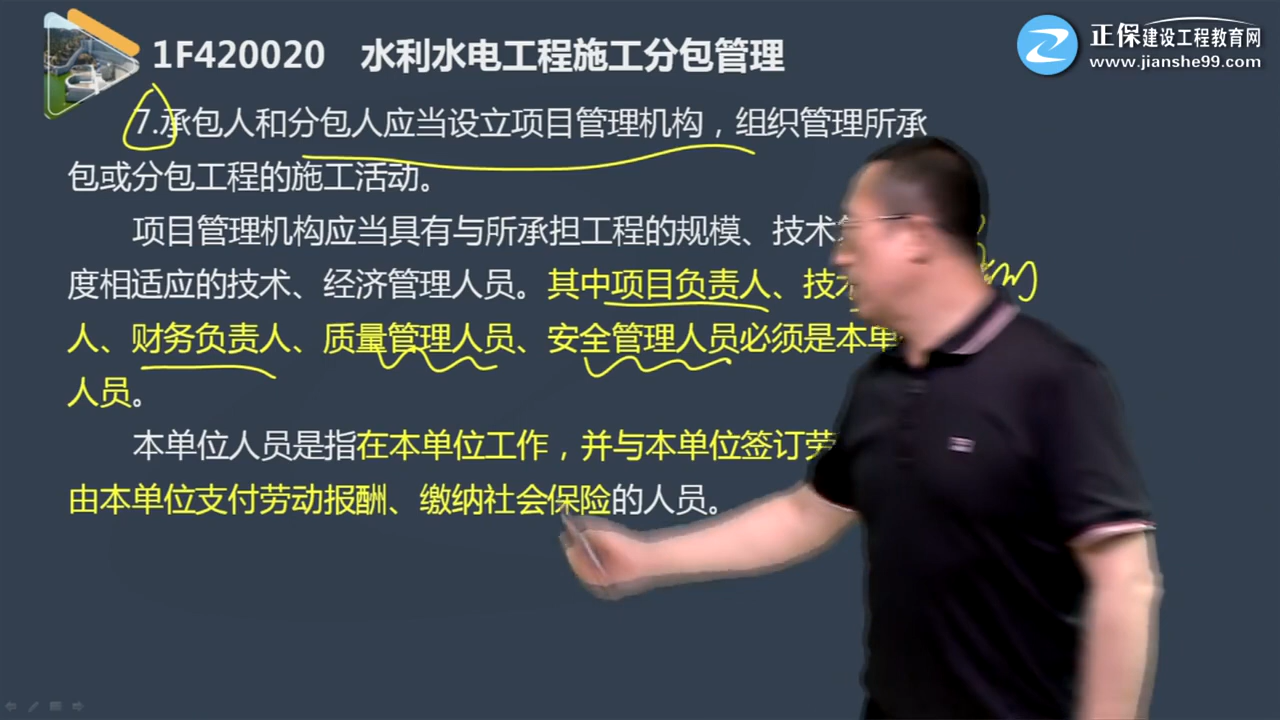 1F420020 水利水电工程施工分包管理
正保建设工程教育网
www.jianshe99.com
7.承包人和分包人应当设立项目管理机构，组织管理所承
包或分包工程的施工活动。
项目管理机构应当具有与所承担工程的规模、技术
度相适应的技术、经济管理人员。其中项目负责人、技术
人、财务负责人、质量管理人员、安全管理人员必须是本单
人员。
本单位人员是指在本单位工作，并与本单位签订劳
由本单位支付劳动报酬、缴纳社会保险的人员。